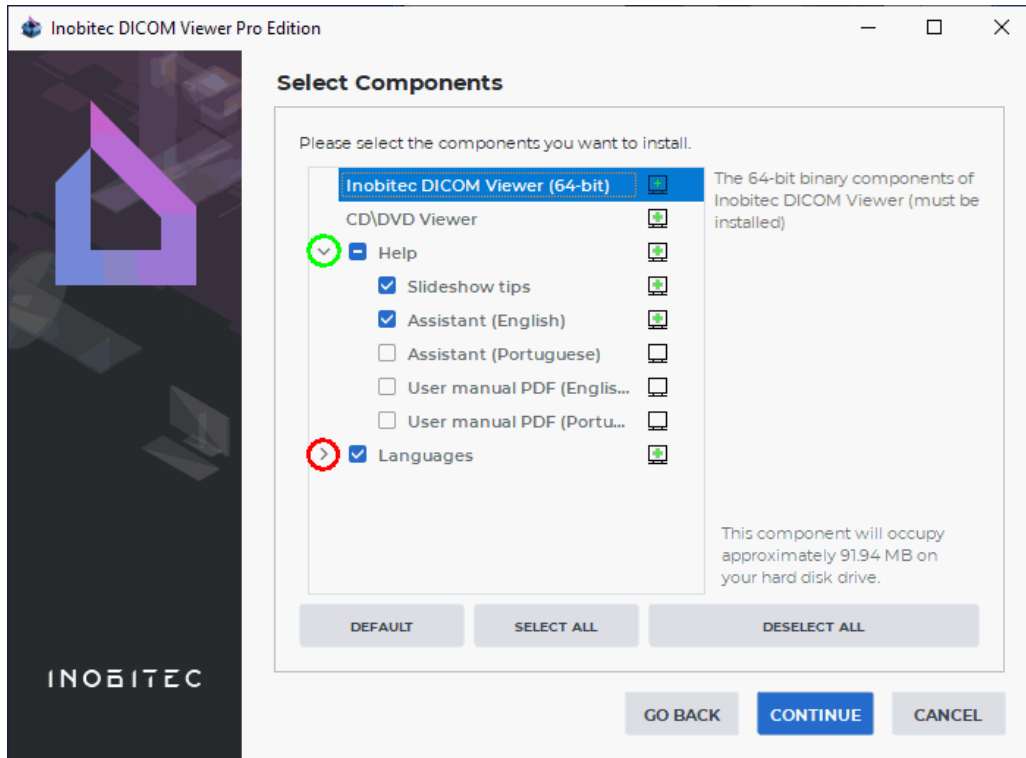 Inobitec DICOM Viewer Pro Edition
Select Components
Please select the components you want to install.
Inobitec DICOM Viewer (64-bit)
The 64-bit binary components of
Inobitec DICOM Viewer (must be
installed)
CD\DVD Viewer
Help
Slideshow tips
Assistant (English)
Assistant (Portuguese)
User manual PDF (Englis...
User manual PDF (Portu...
Languages
This component will occupy
approximately 91.94 MB on
your hard disk drive.
DEFAULT
SELECT ALL
DESELECT ALL
INOBITEC
GO BACK
CONTINUE
CANCEL